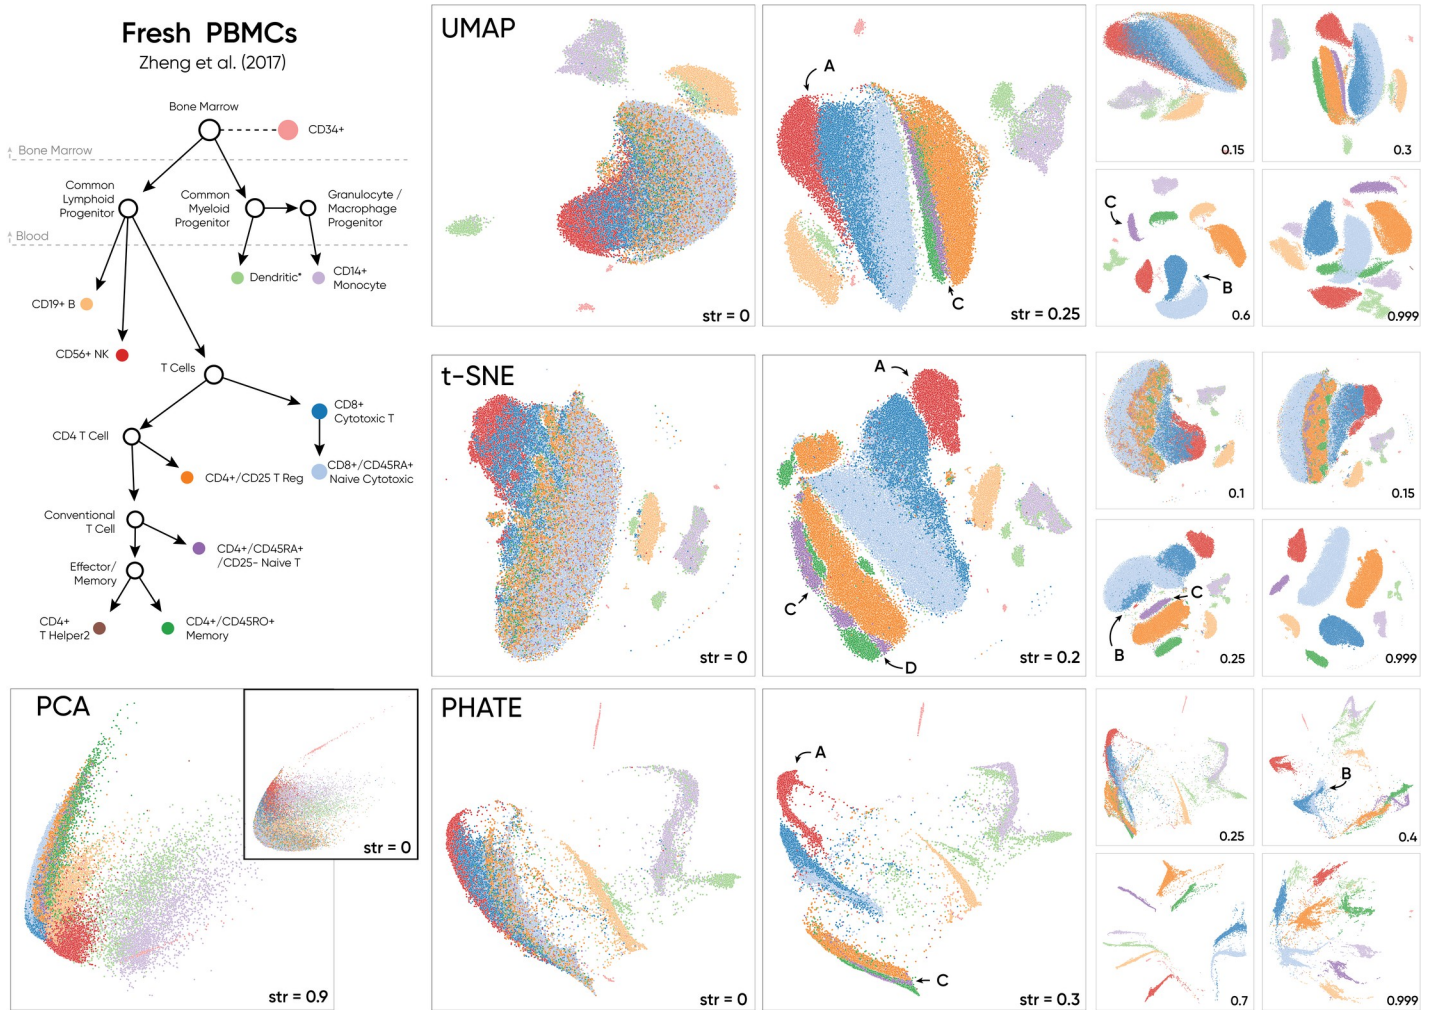 Fresh PBMCs
Zheng et al. (2017)
Bone Marrow
CD34+
Bone Marrow
Common
Lymphoid
Progenitor
Common
Myeloid
Progenitor
Granulocyte /
Macrophage
Progenitor
Blood
Dendritic*
CD14+
Monocyte
CD19+ B
CD56+ NK
T Cells
CD8+
Cytotoxic T
CD4 T Cell
CD4+/CD25 T Reg
CD8+/CD45RA+
Naive Cytotoxic
Conventional
T Cell
CD4+/CD45RA+
/CD25- Naive T
Effector/
Memory
CD4+
T Helper2
CD4+/CD45RO+
Memory
UMAP
str = 0
A
C
str = 0.25
0.15
0.3
C
B
0.6
0.999
t-SNE
str = 0
A
C
D
str = 0.2
0.1
0.15
C
B
0.25
0.999
PCA
str = 0
str = 0.9
PHATE
str = 0
A
C
str = 0.3
0.25
B
0.4
0.7
0.999